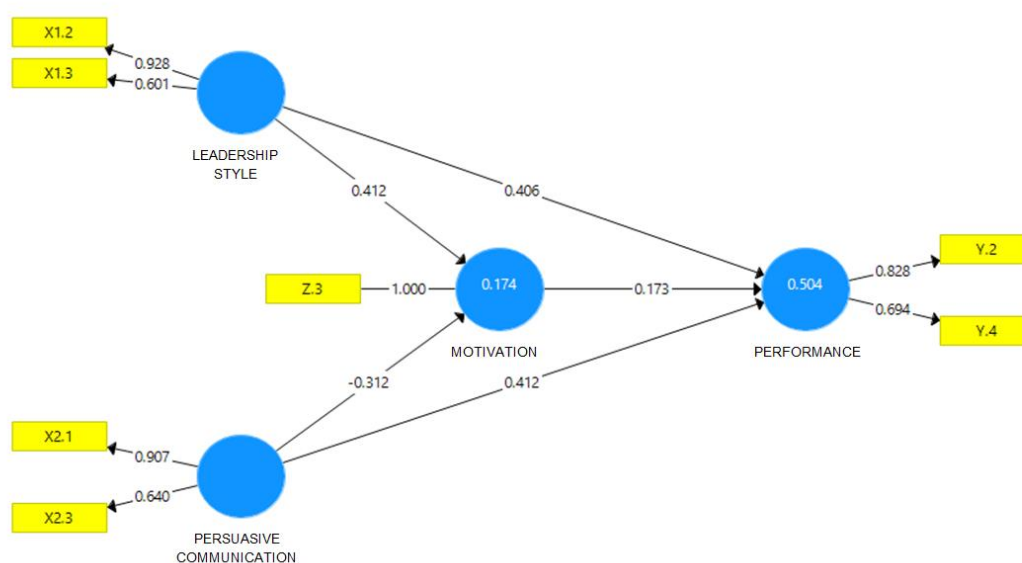 X1.2
0.928
X1.3
0.601
LEADERSHIP
STYLE
0.412
0.406
Z.3
1.000
0.174
MOTIVATION
0.173
0.504
PERFORMANCE
0.828
Y.2
0.694
Y.4
-0.312
0.412
X2.1
0.907
0.640
X2.3
PERSUASIVE
COMMUNICATION